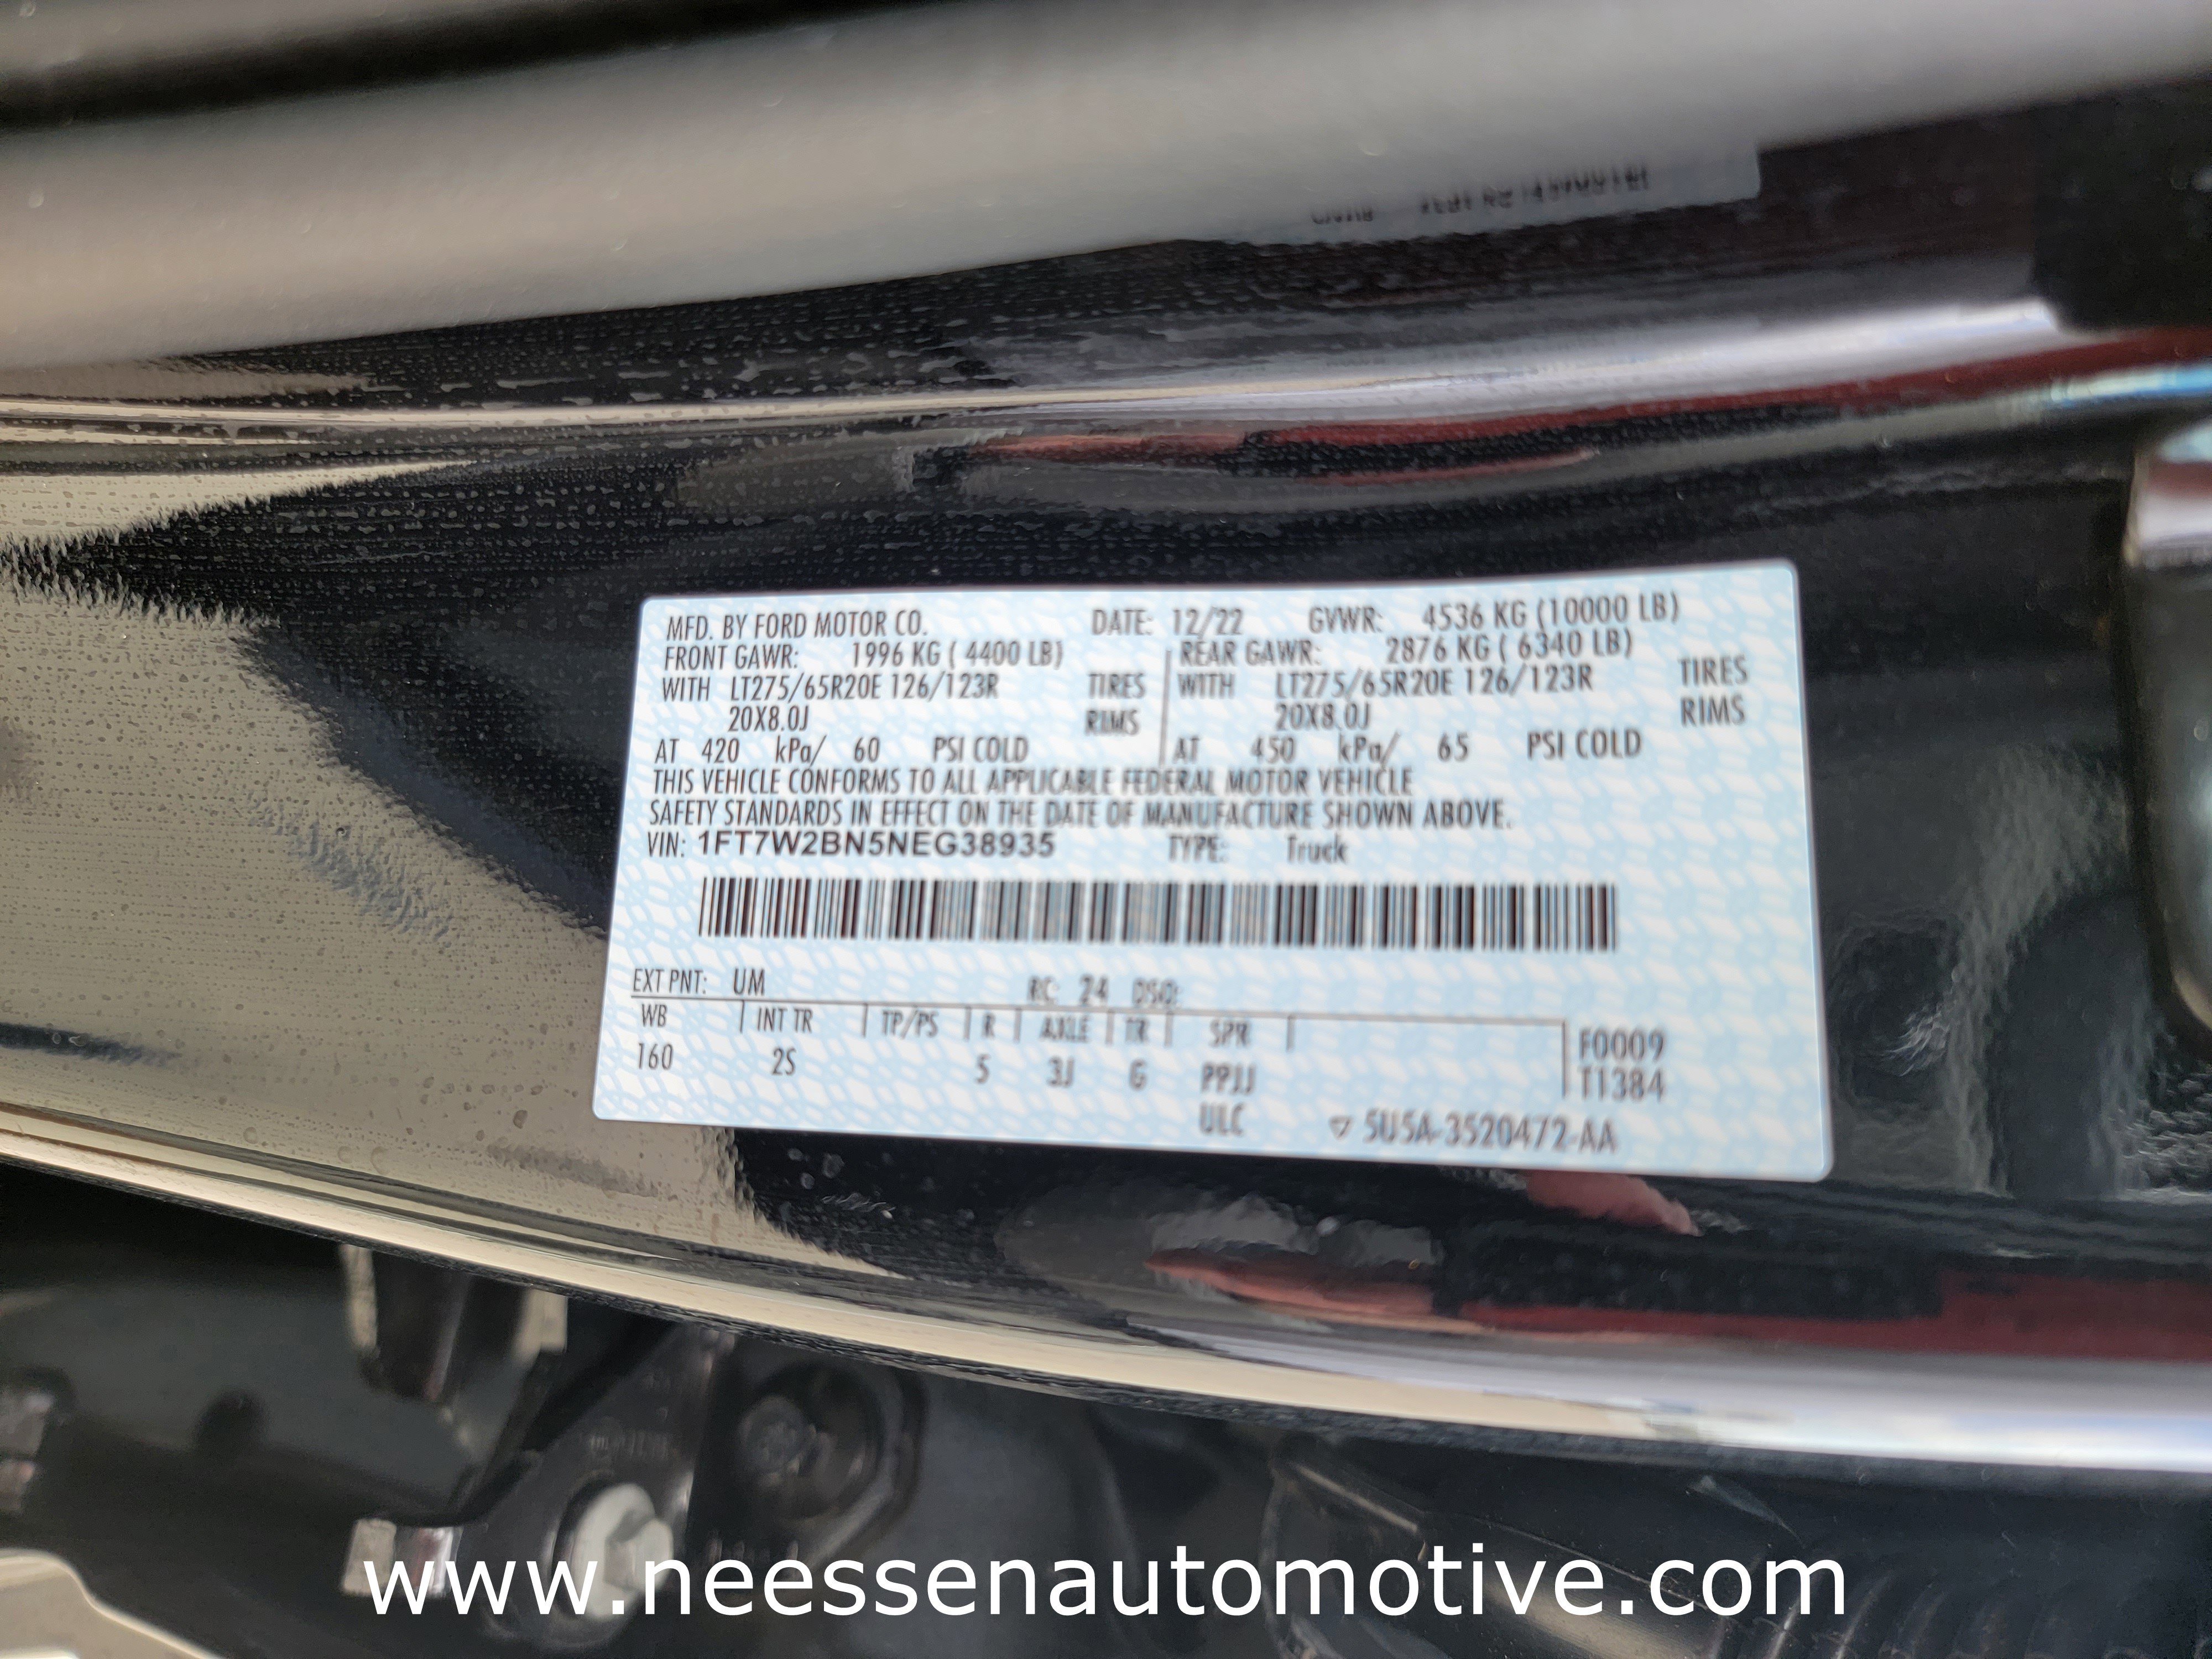 MFD. BY FORD MOTOR CO. DATE: 12/22 GVWR: 4536 KG (10000 LB)
FRONT GAWR: 1996 KG ( 4400 LB) REAR GAWR: 2876 KG ( 6340 LB)
WITH LT275/65R20E 126/123R TIRES WITH LT275/65R20E 126/123R TIRES
20X8.0J RIMS 20X8.0J RIMS
AT 420 kPa/ 60 PSI COLD AT 450 kPa/ 65 PSI COLD
THIS VEHICLE CONFORMS TO ALL APPLICABLE FEDERAL MOTOR VEHICLE
SAFETY STANDARDS IN EFFECT ON THE DATE OF MANUFACTURE SHOWN ABOVE.
VIN: 1FT7W2BN5NEG38935 TYPE: Truck
EXT PNT: UM RC: 24 DSO:
WB INT TR TP/PS R AXLE TR SPR F0009
160 2S 5 3J G PPJJ T1384
ULC ▽ 5U5A-3520472-AA
www.neessenautomotive.com